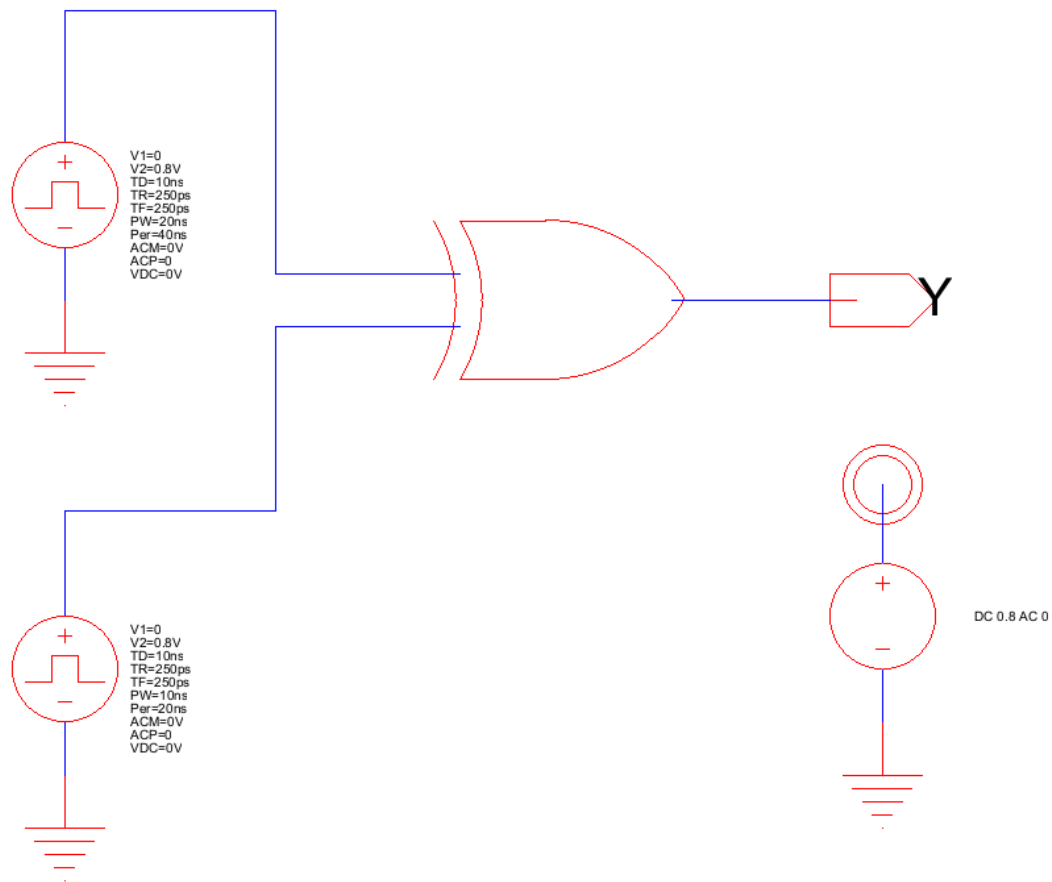 V1=0
V2=0.8V
TD=10ns
TR=250ps
TF=250ps
PW=20ns
Per=40ns
ACM=0V
ACP=0
VDC=0V
Y
DC 0.8 AC 0
V1=0
V2=0.8V
TD=10ns
TR=250ps
TF=250ps
PW=10ns
Per=20ns
ACM=0V
ACP=0
VDC=0V